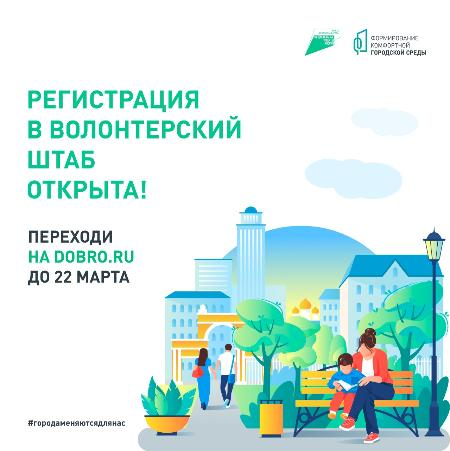 ФОРМИРОВАНИЕ
КОМФОРТНОЙ
ГОРОДСКОЙ СРЕДЫ
РЕГИСТРАЦИЯ
В ВОЛОНТЕРСКИЙ
ШТАБ
ОТКРЫТА!
ПЕРЕХОДИ
НА DOBRO.RU
ДО 22 МАРТА
#городаменяютсядлянас